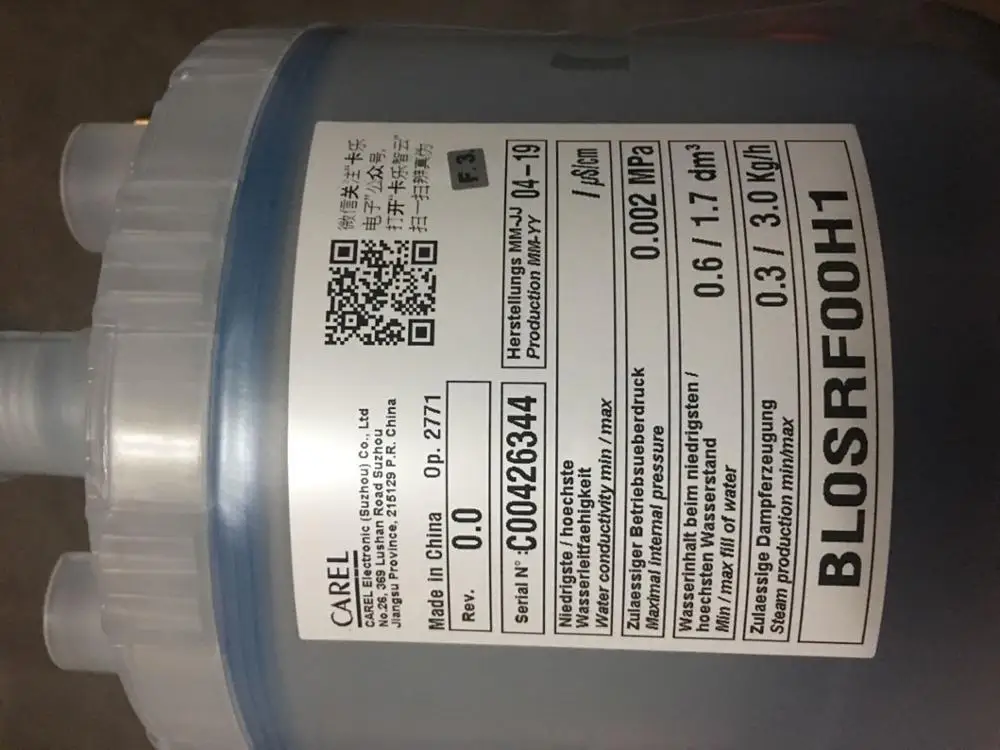 CAREL
CAREL Electronic (Suzhou) Co., Ltd
No.26, 369 Lushan Road Suzhou
Jiangsu Province, 215129 P.R. China
微信关注"卡乐
电子"公众号,
打开"卡乐智云"
扫一扫辨真伪
Made in China Op. 2771
F. 3.
Rev. 0.0
Serial N° :C00426344
Herstellungs MM-JJ
Production MM-YY 04-19
Niedrigste / hoechste
Wasserleitfaehigkeit
Water conductivity min / max / µS/cm
Zulaessiger Betriebsueberdruck
Maximal internal pressure 0.002 MPa
Wasserinhalt beim niedrigsten /
hoechsten Wasserstand
Min / max fill of water 0.6 / 1.7 dm³
Zulaessige Dampferzeugung
Steam production min/max 0.3 / 3.0 Kg/h
BLOSRF00H1